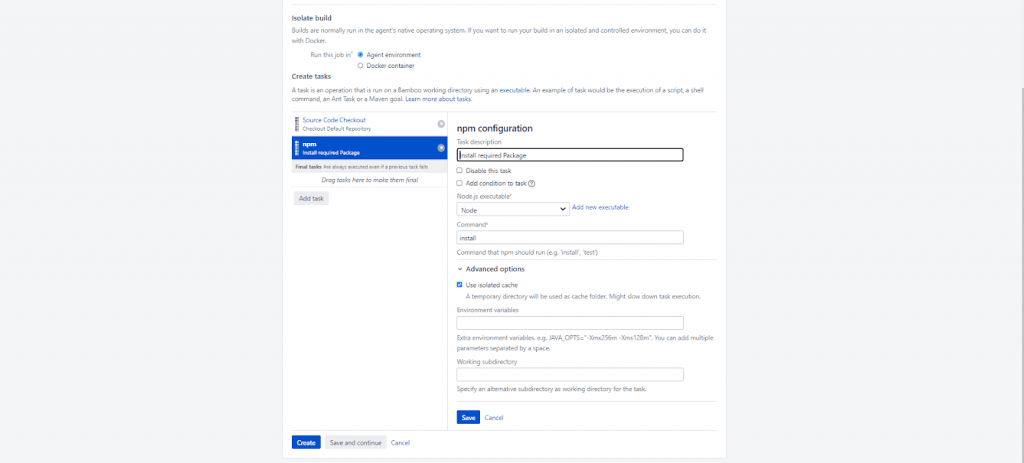 Isolate build
Builds are normally run in the agent's native operating system. If you want to run your build in an isolated and controlled environment, you can do it
with Docker.
Run this job in*
Agent environment
Docker container
Create tasks
A task is an operation that is run on a Bamboo working directory using an executable. An example of task would be the execution of a script, a shell
command, an Ant Task or a Maven goal. Learn more about tasks.
Source Code Checkout
Checkout Default Repository
npm
Install required Package
Final tasks Are always executed even if a previous task fails
Drag tasks here to make them final
Add task
npm configuration
Task description
Install required Package
Disable this task
Add condition to task
Node.js executable*
Node
Add new executable
Command*
install
Command that npm should run (e.g. 'install', 'test')
Advanced options
Use isolated cache
A temporary directory will be used as cache folder. Might slow down task execution.
Environment variables
Extra environment variables. e.g. JAVA_OPTS="-Xmx256m -Xms128m". You can add multiple
parameters separated by a space.
Working subdirectory
Specify an alternative subdirectory as working directory for the task.
Save
Cancel
Create
Save and continue
Cancel